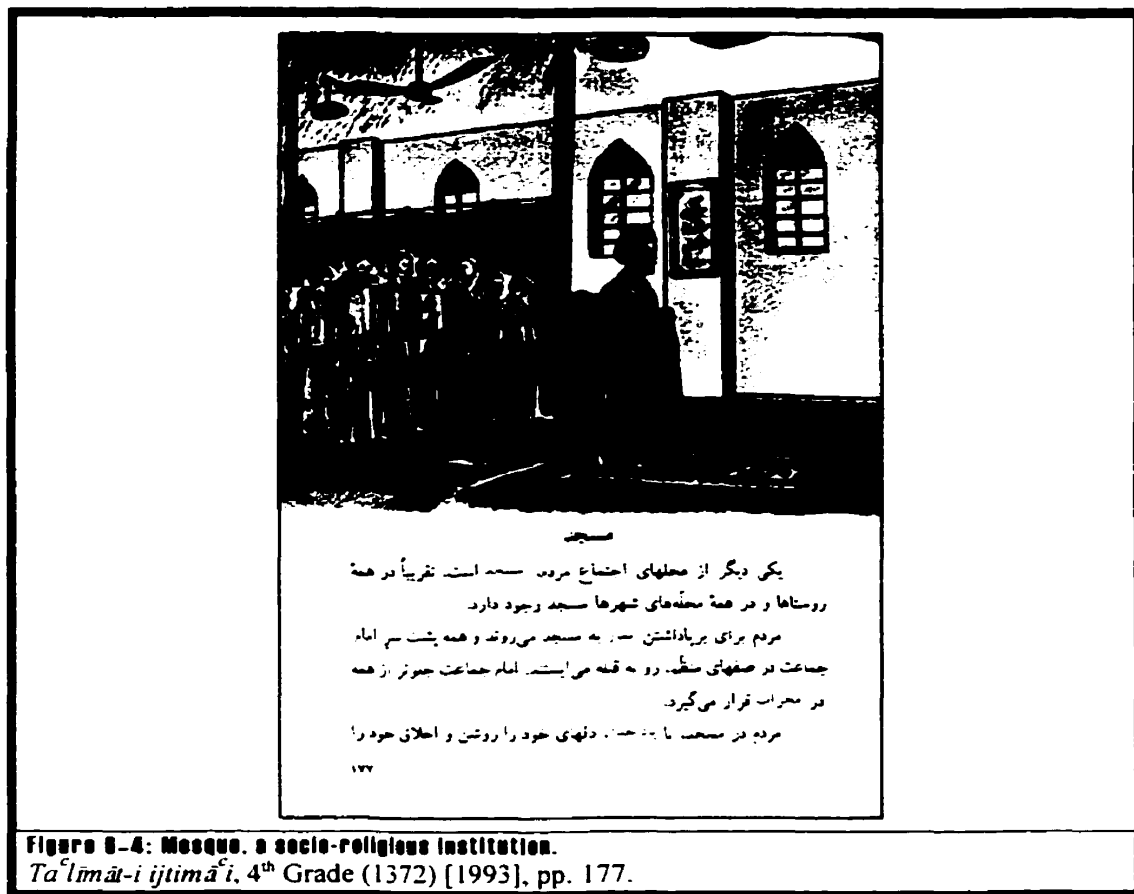 مسجد
یکی دیگر از محلهای اجتماع مردم مسجد است. تقریباً در همهٔ
روستاها و در همهٔ محلّه‌های شهرها مسجد وجود دارد.
مردم برای برپاداشتن نماز به مسجد می‌روند و همه پشت سر امام
جماعت در صفهای منظّم رو به قبله می‌ایستند. امام جماعت جلوتر از همه
در محراب قرار می‌گیرد.
مردم در مسجد با دلهای خود را روشن و اخلاق خود را
۱۷۷
Figure 8-4: Mosque, a socio-religious institution.
Taᶜlīmāt-i ijtimāᶜi, 4th Grade (1372) [1993], pp. 177.